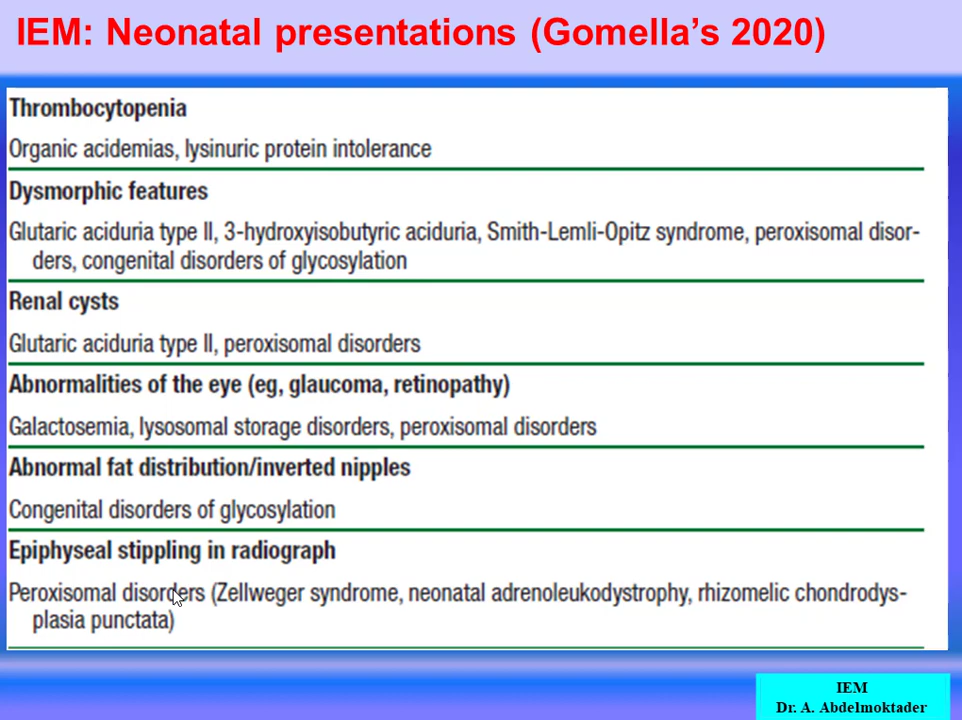 IEM: Neonatal presentations (Gomella's 2020)
Thrombocytopenia
Organic acidemias, lysinuric protein intolerance
Dysmorphic features
Glutaric aciduria type II, 3-hydroxyisobutyric aciduria, Smith-Lemli-Opitz syndrome, peroxisomal disor-
ders, congenital disorders of glycosylation
Renal cysts
Glutaric aciduria type II, peroxisomal disorders
Abnormalities of the eye (eg, glaucoma, retinopathy)
Galactosemia, lysosomal storage disorders, peroxisomal disorders
Abnormal fat distribution/inverted nipples
Congenital disorders of glycosylation
Epiphyseal stippling in radiograph
Peroxisomal disorders (Zellweger syndrome, neonatal adrenoleukodystrophy, rhizomelic chondrodys-
plasia punctata)
IEM
Dr. A. Abdelmoktader